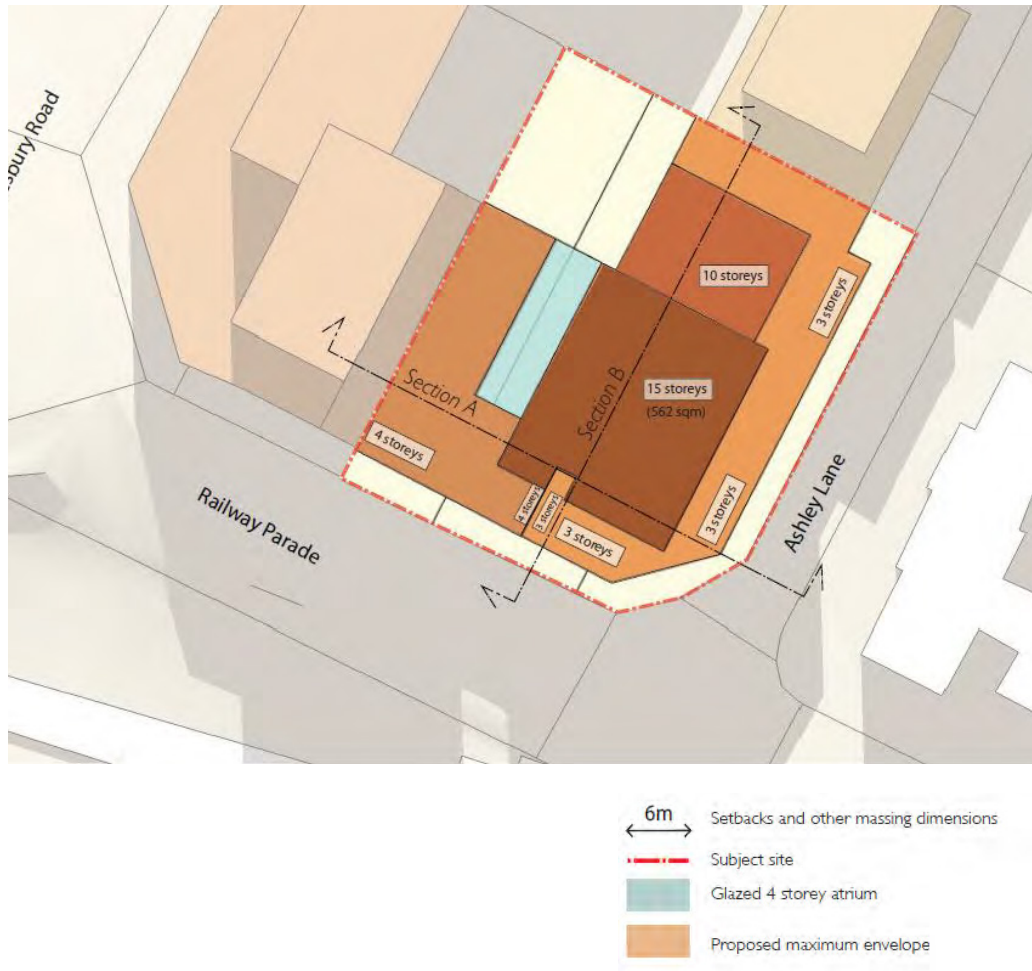 sbury Road
10 storeys
3 storeys
15 storeys
(562 sqm)
Section A
Section B
4 storeys
4 storeys
3 storeys
3 storeys
3 storeys
Ashley Lane
Railway Parade
6m
Setbacks and other massing dimensions
Subject site
Glazed 4 storey atrium
Proposed maximum envelope